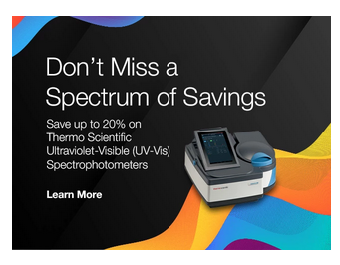 Don't Miss a
Spectrum of Savings
Save up to 20% on
Thermo Scientific
Ultraviolet-Visible (UV-Vis)
Spectrophotometers
Learn More